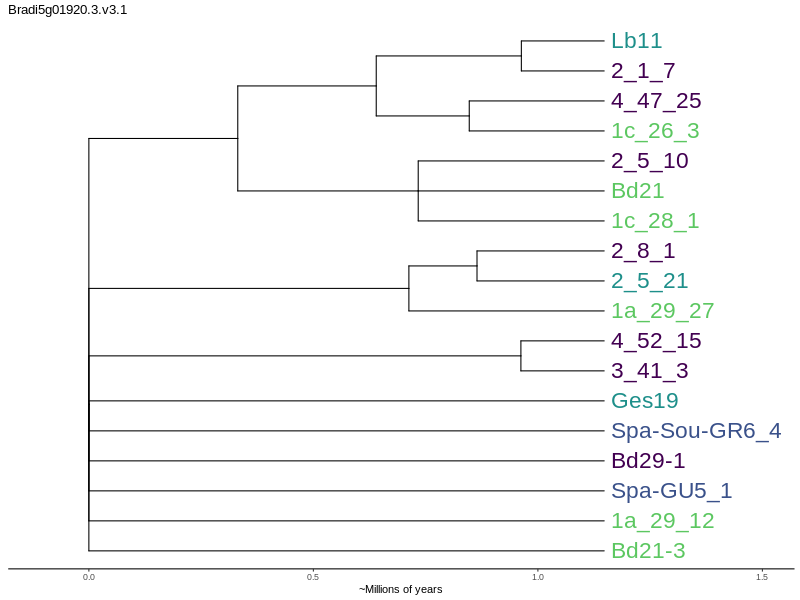 Bradi5g01920.3.v3.1
Lb11
2_1_7
4_47_25
1c_26_3
2_5_10
Bd21
1c_28_1
2_8_1
2_5_21
1a_29_27
4_52_15
3_41_3
Ges19
Spa-Sou-GR6_4
Bd29-1
Spa-GU5_1
1a_29_12
Bd21-3
0.0 0.5 1.0 1.5
~Millions of years